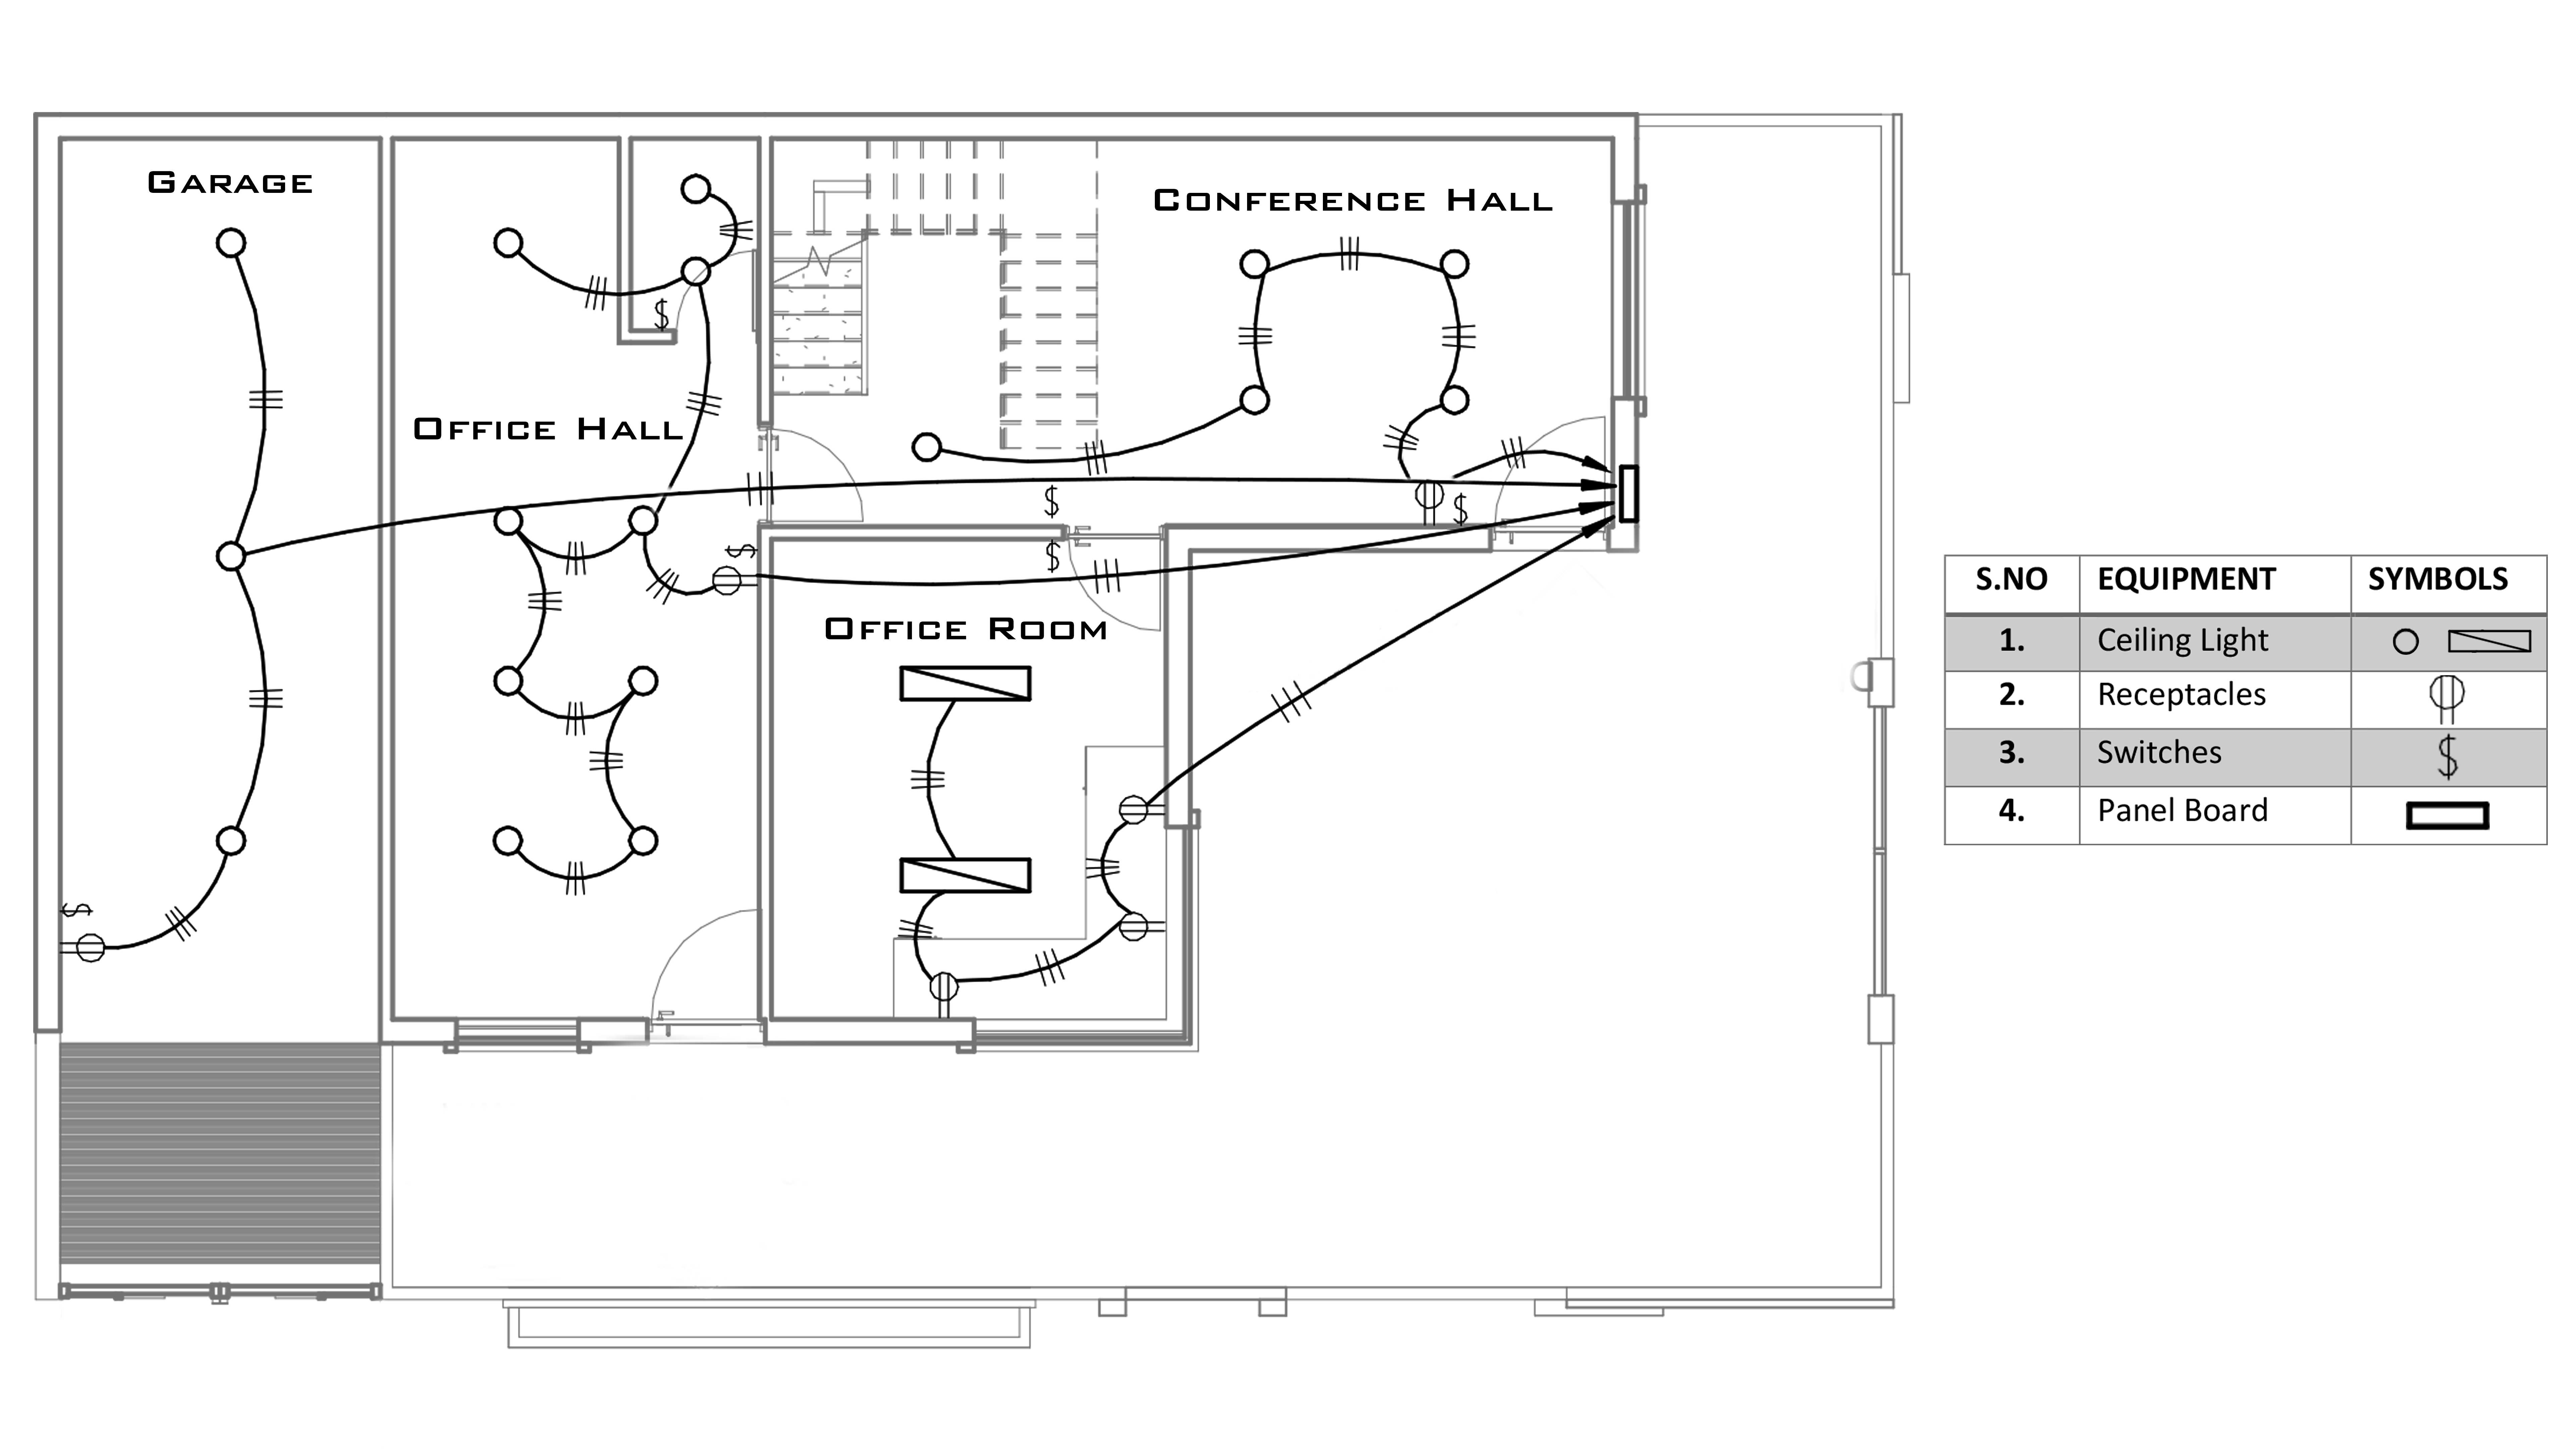 GARAGE
CONFERENCE HALL
OFFICE HALL
OFFICE ROOM
$
$
$
$
$
$
S.NO EQUIPMENT SYMBOLS
1. Ceiling Light
2. Receptacles
3. Switches $
4. Panel Board